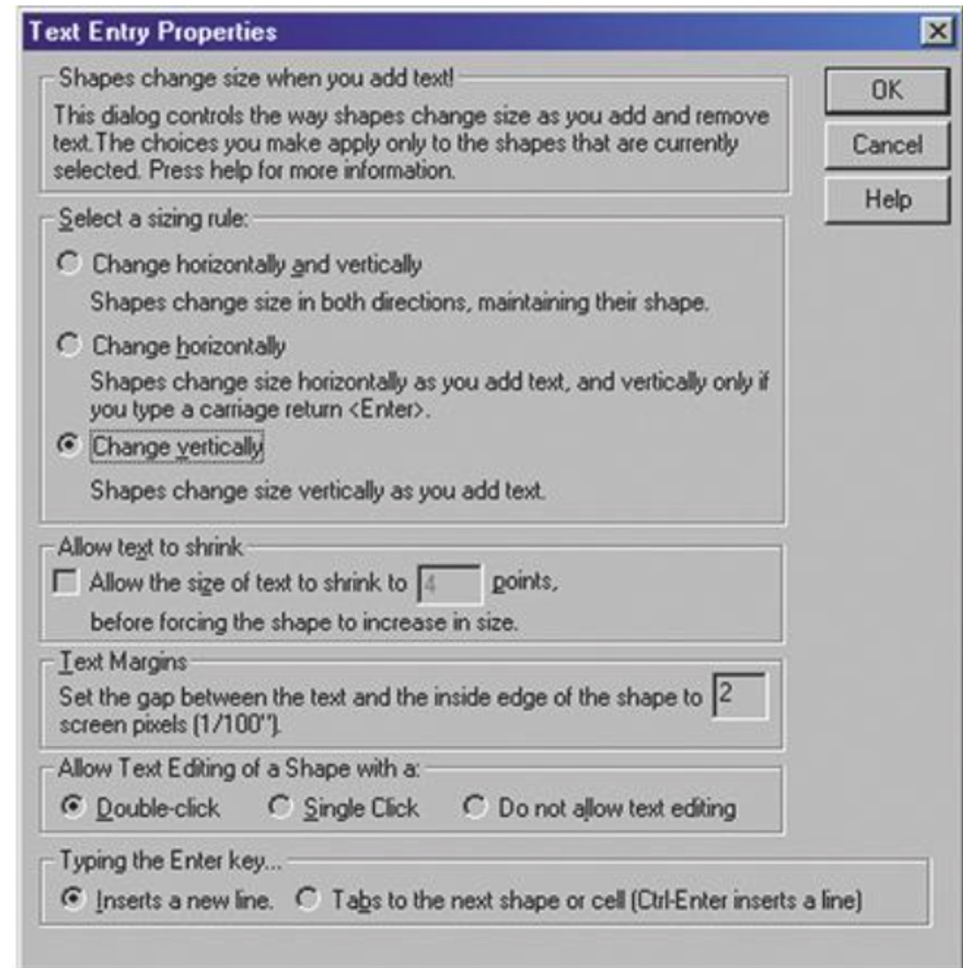 Text Entry Properties
Shapes change size when you add text!
This dialog controls the way shapes change size as you add and remove
text.The choices you make apply only to the shapes that are currently
selected. Press help for more information.
OK
Cancel
Help
Select a sizing rule:
Change horizontally and vertically
Shapes change size in both directions, maintaining their shape.
Change horizontally
Shapes change size horizontally as you add text, and vertically only if
you type a carriage return <Enter>.
Change vertically
Shapes change size vertically as you add text.
Allow text to shrink
Allow the size of text to shrink to 4 points,
before forcing the shape to increase in size.
Text Margins
Set the gap between the text and the inside edge of the shape to 2
screen pixels (1/100").
Allow Text Editing of a Shape with a:
Double-click Single Click Do not allow text editing
Typing the Enter key...
Inserts a new line. Tabs to the next shape or cell (Ctrl-Enter inserts a line)